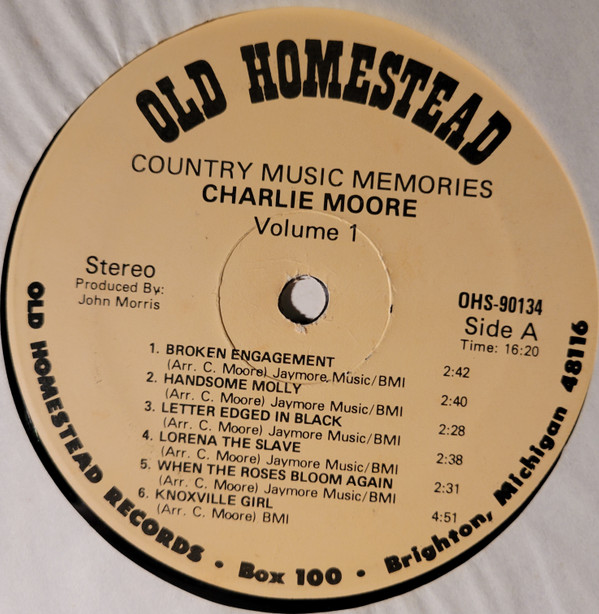 OLD HOMESTEAD
COUNTRY MUSIC MEMORIES
CHARLIE MOORE
Volume 1
Stereo
Produced By:
John Morris
OHS-90134
Side A
Time: 16:20
1. BROKEN ENGAGEMENT
(Arr. C. Moore) Jaymore Music/BMI 2:42
2. HANDSOME MOLLY
(Arr. C. Moore) Jaymore Music/BMI 2:40
3. LETTER EDGED IN BLACK
(Arr. C. Moore) Jaymore Music/BMI 2:28
4. LORENA THE SLAVE
(Arr. C. Moore) Jaymore Music/BMI 2:38
5. WHEN THE ROSES BLOOM AGAIN
(Arr. C. Moore) Jaymore Music/BMI 2:31
6. KNOXVILLE GIRL
(Arr. C. Moore) BMI 4:51
OLD HOMESTEAD RECORDS • Box 100 • Brighton, Michigan 48116